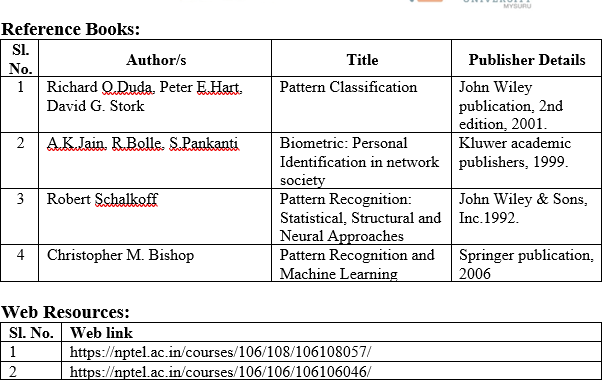 UNIVERSITY
MYSURU
Reference Books:
Sl. No. Author/s Title Publisher Details
1 Richard O.Duda, Peter E.Hart, David G. Stork Pattern Classification John Wiley publication, 2nd edition, 2001.
2 A.K.Jain, R.Bolle, S.Pankanti Biometric: Personal Identification in network society Kluwer academic publishers, 1999.
3 Robert Schalkoff Pattern Recognition: Statistical, Structural and Neural Approaches John Wiley & Sons, Inc.1992.
4 Christopher M. Bishop Pattern Recognition and Machine Learning Springer publication, 2006
Web Resources:
Sl. No. Web link
1 https://nptel.ac.in/courses/106/108/106108057/
2 https://nptel.ac.in/courses/106/106/106106046/